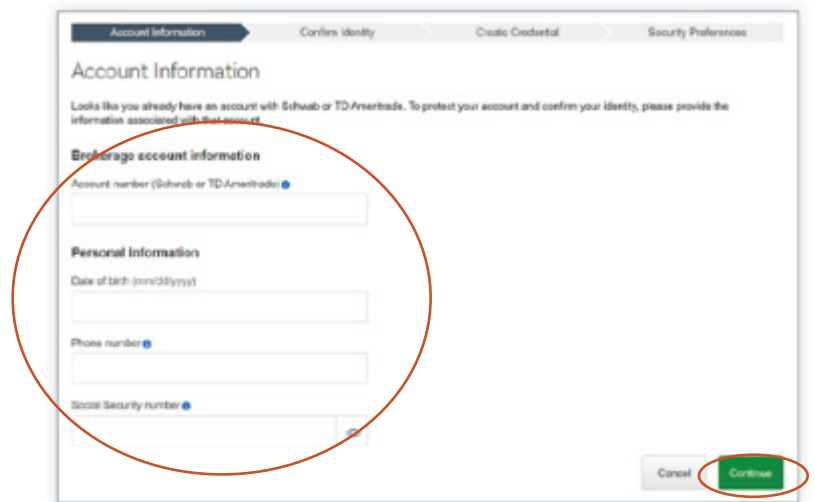 Account Information
Confirm Identity
Create Credential
Security Preferences
Account Information
Looks like you already have an account with Schwab or TD Ameritrade. To protect your account and confirm your identity, please provide the
information associated with that account.
Brokerage account information
Account number (Schwab or TD Ameritrade)
Personal information
Date of birth (mm/dd/yyyy)
Phone number
Social Security number
Cancel
Continue